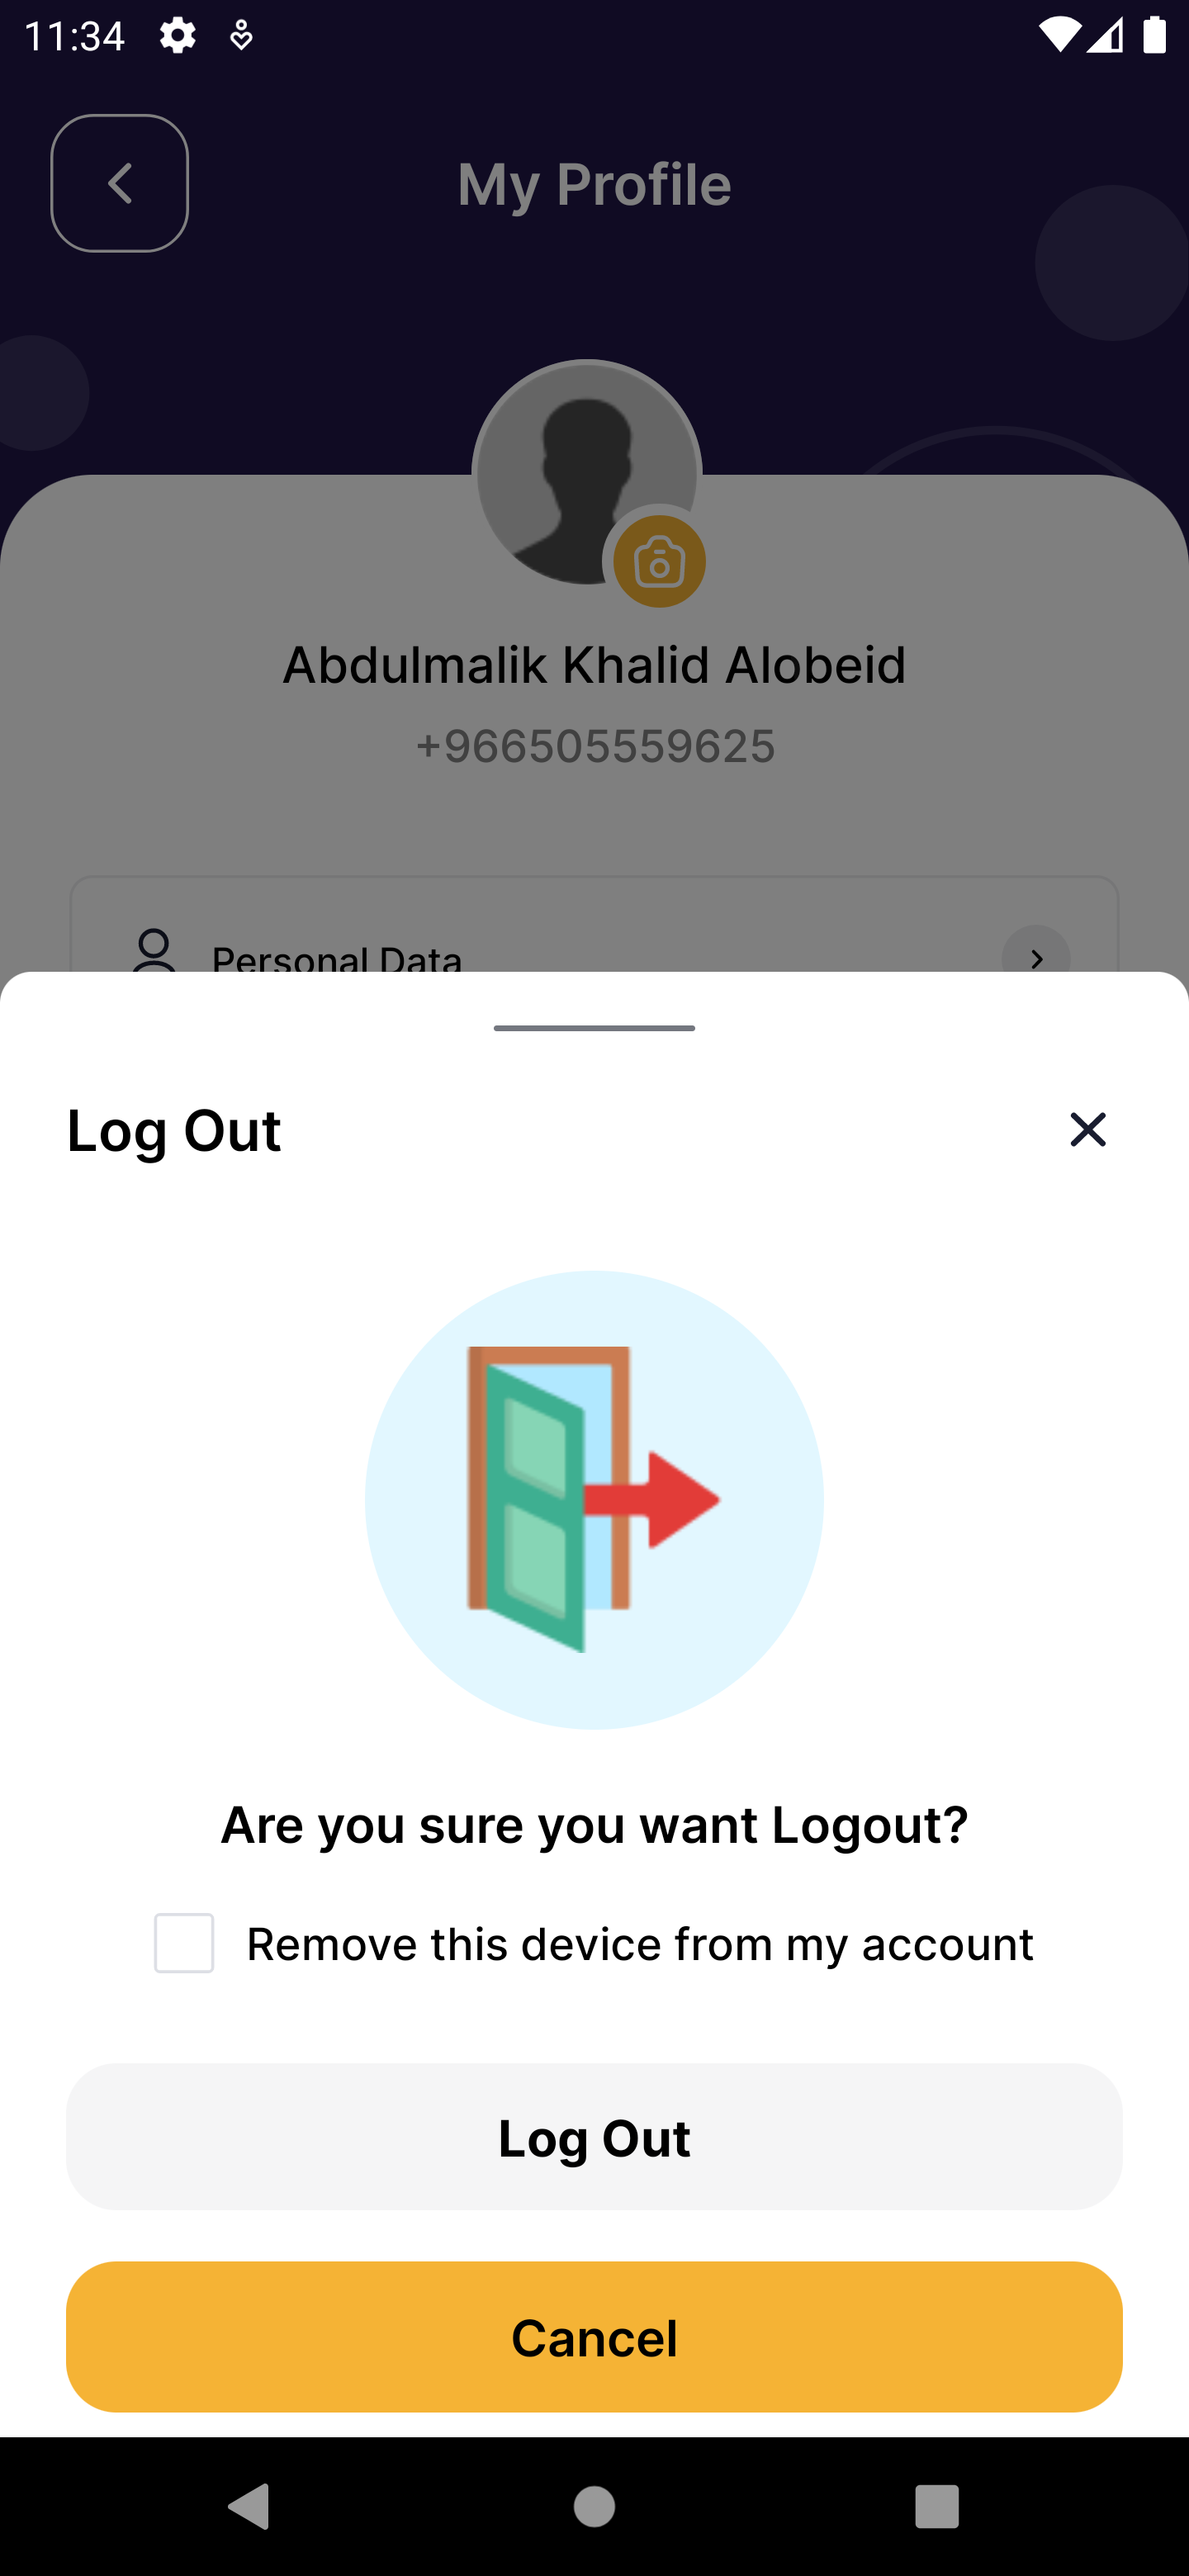 11:34
My Profile
Abdulmalik Khalid Alobeid
+966505559625
Personal Data
Log Out
Are you sure you want Logout?
Remove this device from my account
Log Out
Cancel